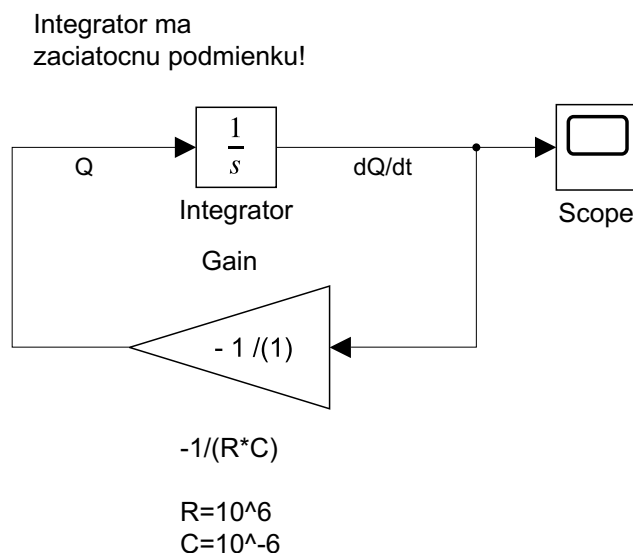 Integrator ma
zaciatocnu podmienku!
1
s
Q
dQ/dt
Integrator
Scope
Gain
- 1 /(1)
-1/(R*C)
R=10^6
C=10^-6